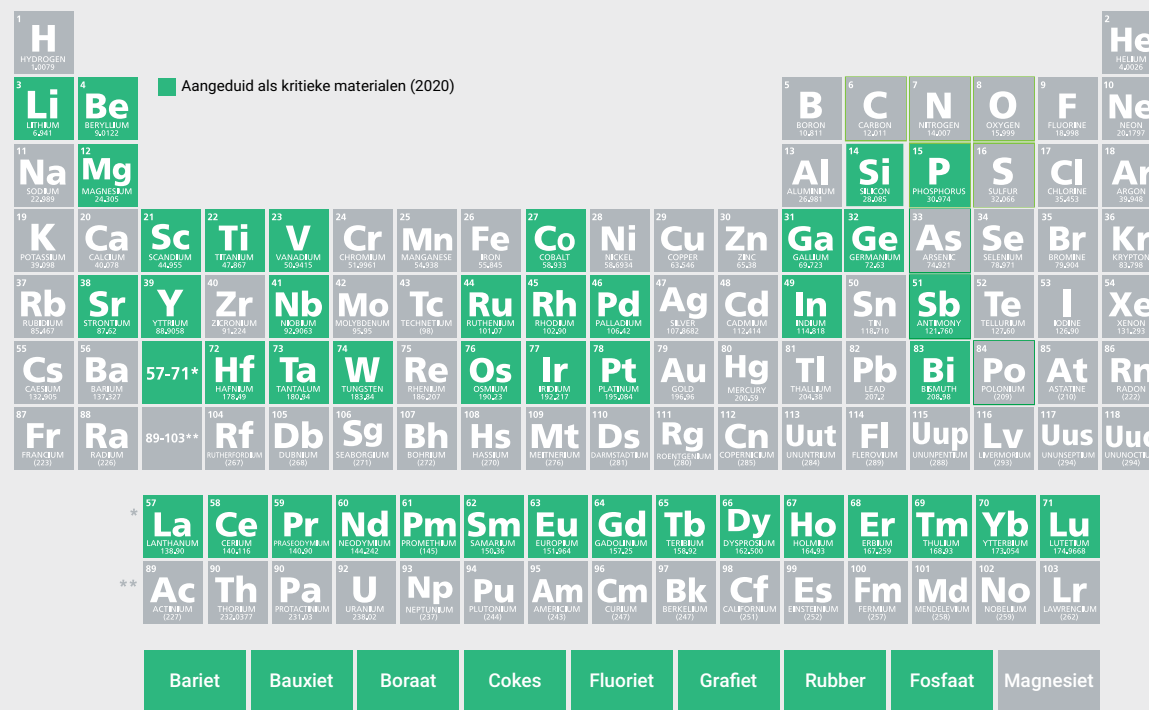 1 2
H He
HYDROGEN HELIUM
1.0079 4.0026
Aangeduid als kritieke materialen (2020)
3 4 5 6 7 8 9 10
Li Be B C N O F Ne
LITHIUM BERYLLIUM BORON CARBON NITROGEN OXYGEN FLUORINE NEON
6.941 9.0122 10.811 12.011 14.007 15.999 18.998 20.1797
11 12 13 14 15 16 17 18
Na Mg Al Si P S Cl Ar
SODIUM MAGNESIUM ALUMINIUM SILICON PHOSPHORUS SULFUR CHLORINE ARGON
22.989 24.305 26.981 28.085 30.974 32.066 35.453 39.948
19 20 21 22 23 24 25 26 27 28 29 30 31 32 33 34 35 36
K Ca Sc Ti V Cr Mn Fe Co Ni Cu Zn Ga Ge As Se Br Kr
POTASSIUM CALCIUM SCANDIUM TITANIUM VANADIUM CHROMIUM MANGANESE IRON COBALT NICKEL COPPER ZINC GALLIUM GERMANIUM ARSENIC SELENIUM BROMINE KRYPTON
39.098 40.078 44.955 47.867 50.9415 51.9961 54.938 55.845 58.933 58.6934 63.546 65.38 69.723 72.63 74.921 78.971 79.904 83.798
37 38 39 40 41 42 43 44 45 46 47 48 49 50 51 52 53 54
Rb Sr Y Zr Nb Mo Tc Ru Rh Pd Ag Cd In Sn Sb Te I Xe
RUBIDIUM STRONTIUM YTTRIUM ZICRONIUM NIOBIUM MOLYBDENUM TECHNETIUM RUTHENIUM RHODIUM PALLADIUM SILVER CADMIUM INDIUM TIN ANTIMONY TELLURIUM IODINE XENON
85.467 87.62 88.9058 91.224 92.9063 95.95 (98) 101.07 102.90 106.42 107.2682 112.414 114.818 118.710 121.760 127.60 126.90 131.293
55 56 57-71* 72 73 74 75 76 77 78 79 80 81 82 83 84 85 86
Cs Ba Hf Ta W Re Os Ir Pt Au Hg Tl Pb Bi Po At Rn
CAESIUM BARIUM HAFNIUM TANTALUM TUNGSTEN RHENIUM OSMIUM IRIDIUM PLATINUM GOLD MERCURY THALLIUM LEAD BISMUTH POLONIUM ASTATINE RADON
132.905 137.327 178.49 180.94 183.84 186.207 190.23 192.217 195.084 196.96 200.59 204.38 207.2 208.98 (209) (210) (222)
87 88 89-103** 104 105 106 107 108 109 110 111 112 113 114 115 116 117 118
Fr Ra Rf Db Sg Bh Hs Mt Ds Rg Cn Uut Fl Uup Lv Uus Uuo
FRANCIUM RADIUM RUTHERFORDIUM DUBNIUM SEABORGIUM BOHRIUM HASSIUM MEITNERIUM DARMSTADTIUM ROENTGENIUM COPERNICIUM UNUNTRIUM FLEROVIUM UNUNPENTIUM LIVERMORIUM UNUNSEPTIUM UNUNOCTIU
(223) (226) (267) (268) (271) (272) (270) (276) (281) (280) (285) (284) (289) (288) (293) (294) (294)
*
57 58 59 60 61 62 63 64 65 66 67 68 69 70 71
La Ce Pr Nd Pm Sm Eu Gd Tb Dy Ho Er Tm Yb Lu
LANTHANUM CERIUM PRASEODYMIUM NEODYMIUM PROMETHIUM SAMARIUM EUROPIUM GADOLINIUM TERIBIUM DYSPROSIUM HOLMIUM ERBIUM THULIUM YTTERBIUM LUTETIUM
138.90 140.116 140.90 144.242 (145) 150.36 151.964 157.25 158.92 162.500 164.93 167.259 168.93 173.054 174.9668
**
89 90 90 92 93 94 95 96 97 98 99 100 101 102 103
Ac Th Pa U Np Pu Am Cm Bk Cf Es Fm Md No Lr
ACTINIUM THORIUM PROTACTINIUM URANIUM NEPTUNIUM PLUTONIUM AMERICIUM CURIUM BERKELIUM CALIFORNIUM EINSTEINIUM FERMIUM MENDELEVIUM NOBELIUM LAWRENCIUM
(227) 232.0377 231.03 238.02 (237) (244) (243) (247) (247) (251) (252) (257) (258) (259) (262)
Bariet Bauxiet Boraat Cokes Fluoriet Grafiet Rubber Fosfaat Magnesiet